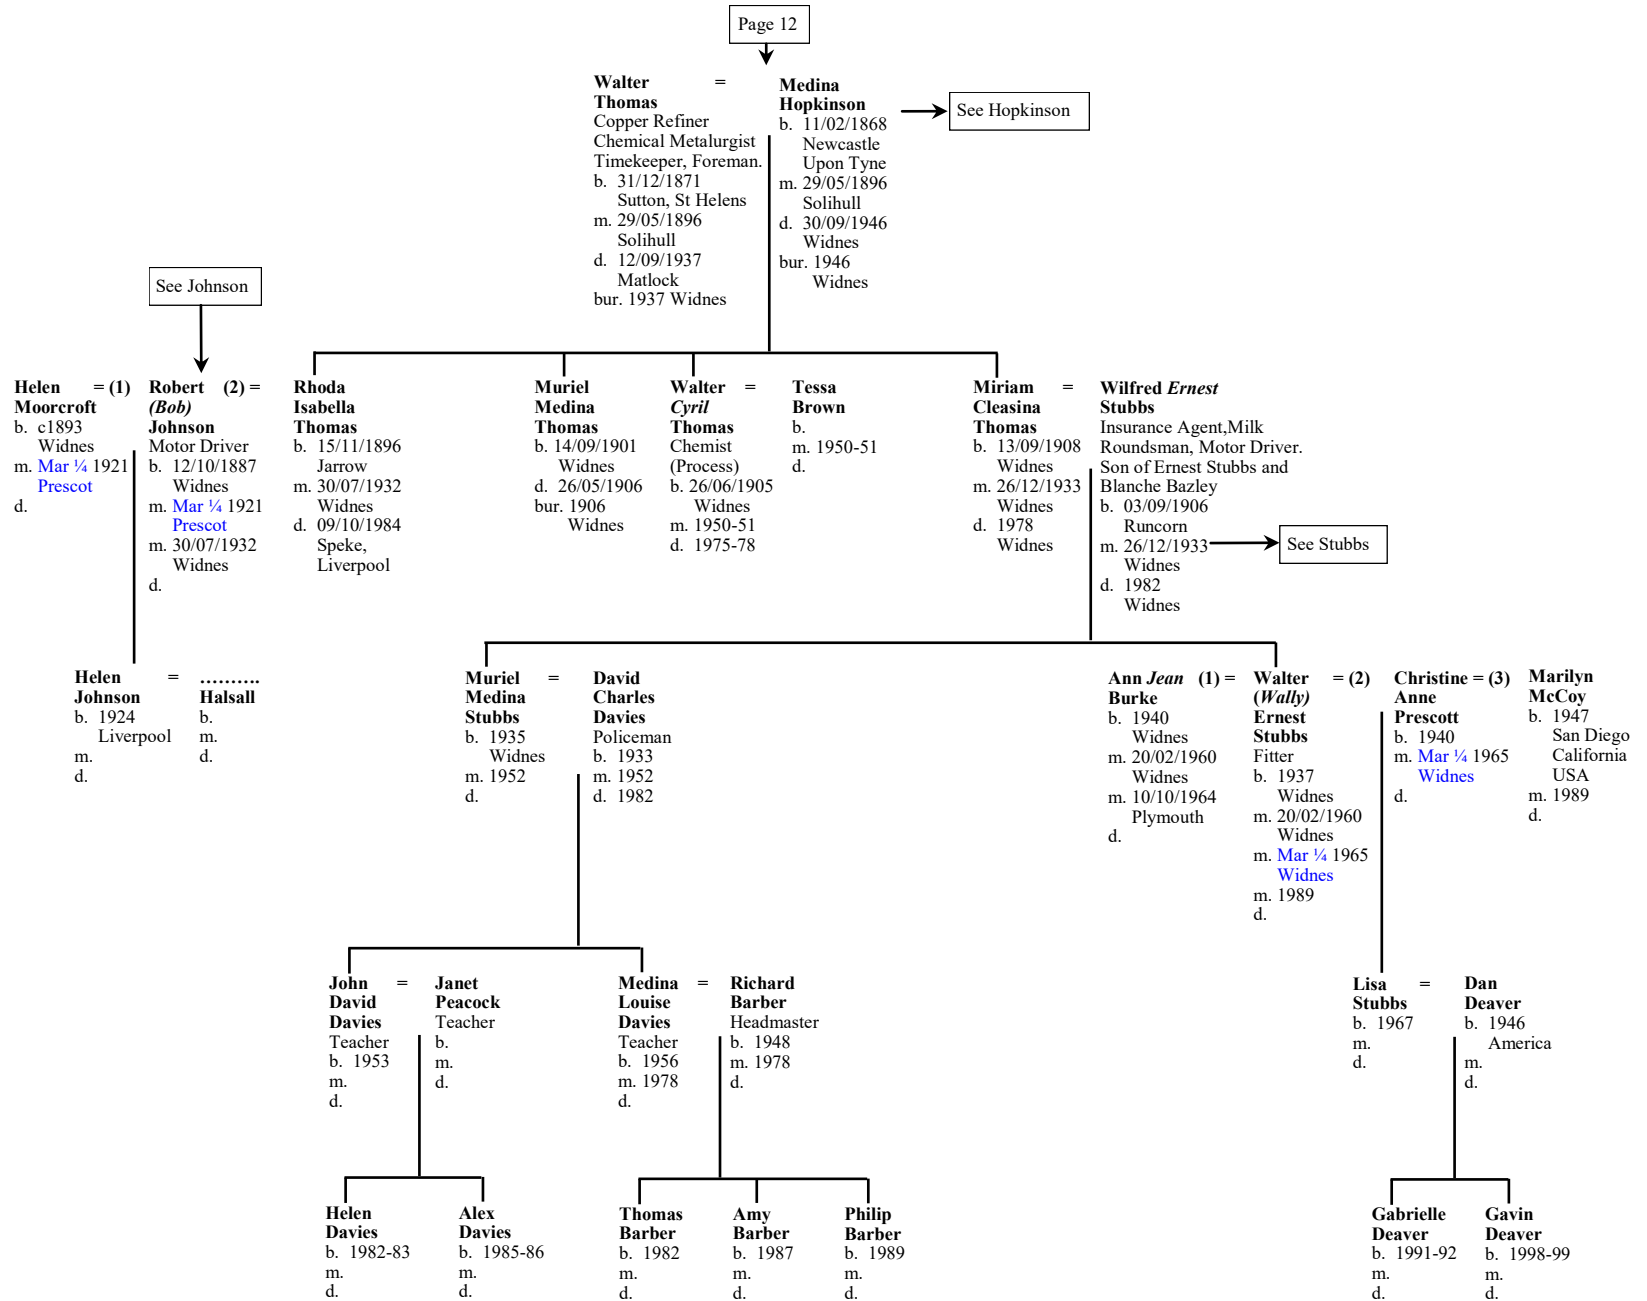 Page 12
Walter =
Thomas
Copper Refiner
Chemical Metalurgist
Timekeeper, Foreman.
b. 31/12/1871
Sutton, St Helens
m. 29/05/1896
Solihull
d. 12/09/1937
Matlock
bur. 1937 Widnes
Medina
Hopkinson
b. 11/02/1868
Newcastle
Upon Tyne
m. 29/05/1896
Solihull
d. 30/09/1946
Widnes
bur. 1946
Widnes
See Hopkinson
See Johnson
Helen = (1)
Moorcroft
b. c1893
Widnes
m. Mar ¼ 1921
Prescot
d.
Robert (2) =
(Bob)
Johnson
Motor Driver
b. 12/10/1887
Widnes
m. Mar ¼ 1921
Prescot
m. 30/07/1932
Widnes
d.
Rhoda
Isabella
Thomas
b. 15/11/1896
Jarrow
m. 30/07/1932
Widnes
d. 09/10/1984
Speke,
Liverpool
Muriel
Medina
Thomas
b. 14/09/1901
Widnes
d. 26/05/1906
bur. 1906
Widnes
Walter =
Cyril
Thomas
Chemist
(Process)
b. 26/06/1905
Widnes
m. 1950-51
d. 1975-78
Tessa
Brown
b.
m. 1950-51
d.
Miriam =
Cleasina
Thomas
b. 13/09/1908
Widnes
m. 26/12/1933
Widnes
d. 1978
Widnes
Wilfred Ernest
Stubbs
Insurance Agent,Milk
Roundsman, Motor Driver.
Son of Ernest Stubbs and
Blanche Bazley
b. 03/09/1906
Runcorn
m. 26/12/1933
Widnes
d. 1982
Widnes
See Stubbs
Helen =
Johnson
b. 1924
Liverpool
m.
d.
……….
Halsall
b.
m.
d.
Muriel =
Medina
Stubbs
b. 1935
Widnes
m. 1952
d.
David
Charles
Davies
Policeman
b. 1933
m. 1952
d. 1982
Ann Jean (1) =
Burke
b. 1940
Widnes
m. 20/02/1960
Widnes
m. 10/10/1964
Plymouth
d.
Walter = (2)
(Wally)
Ernest
Stubbs
Fitter
b. 1937
Widnes
m. 20/02/1960
Widnes
m. Mar ¼ 1965
Widnes
m. 1989
d.
Christine = (3)
Anne
Prescott
b. 1940
m. Mar ¼ 1965
Widnes
d.
Marilyn
McCoy
b. 1947
San Diego
California
USA
m. 1989
d.
John =
David
Davies
Teacher
b. 1953
m.
d.
Janet
Peacock
Teacher
b.
m.
d.
Medina =
Louise
Davies
Teacher
b. 1956
m. 1978
d.
Richard
Barber
Headmaster
b. 1948
m. 1978
d.
Lisa =
Stubbs
b. 1967
m.
d.
Dan
Deaver
b. 1946
America
m.
d.
Helen
Davies
b. 1982-83
m.
d.
Alex
Davies
b. 1985-86
m.
d.
Thomas
Barber
b. 1982
m.
d.
Amy
Barber
b. 1987
m.
d.
Philip
Barber
b. 1989
m.
d.
Gabrielle
Deaver
b. 1991-92
m.
d.
Gavin
Deaver
b. 1998-99
m.
d.